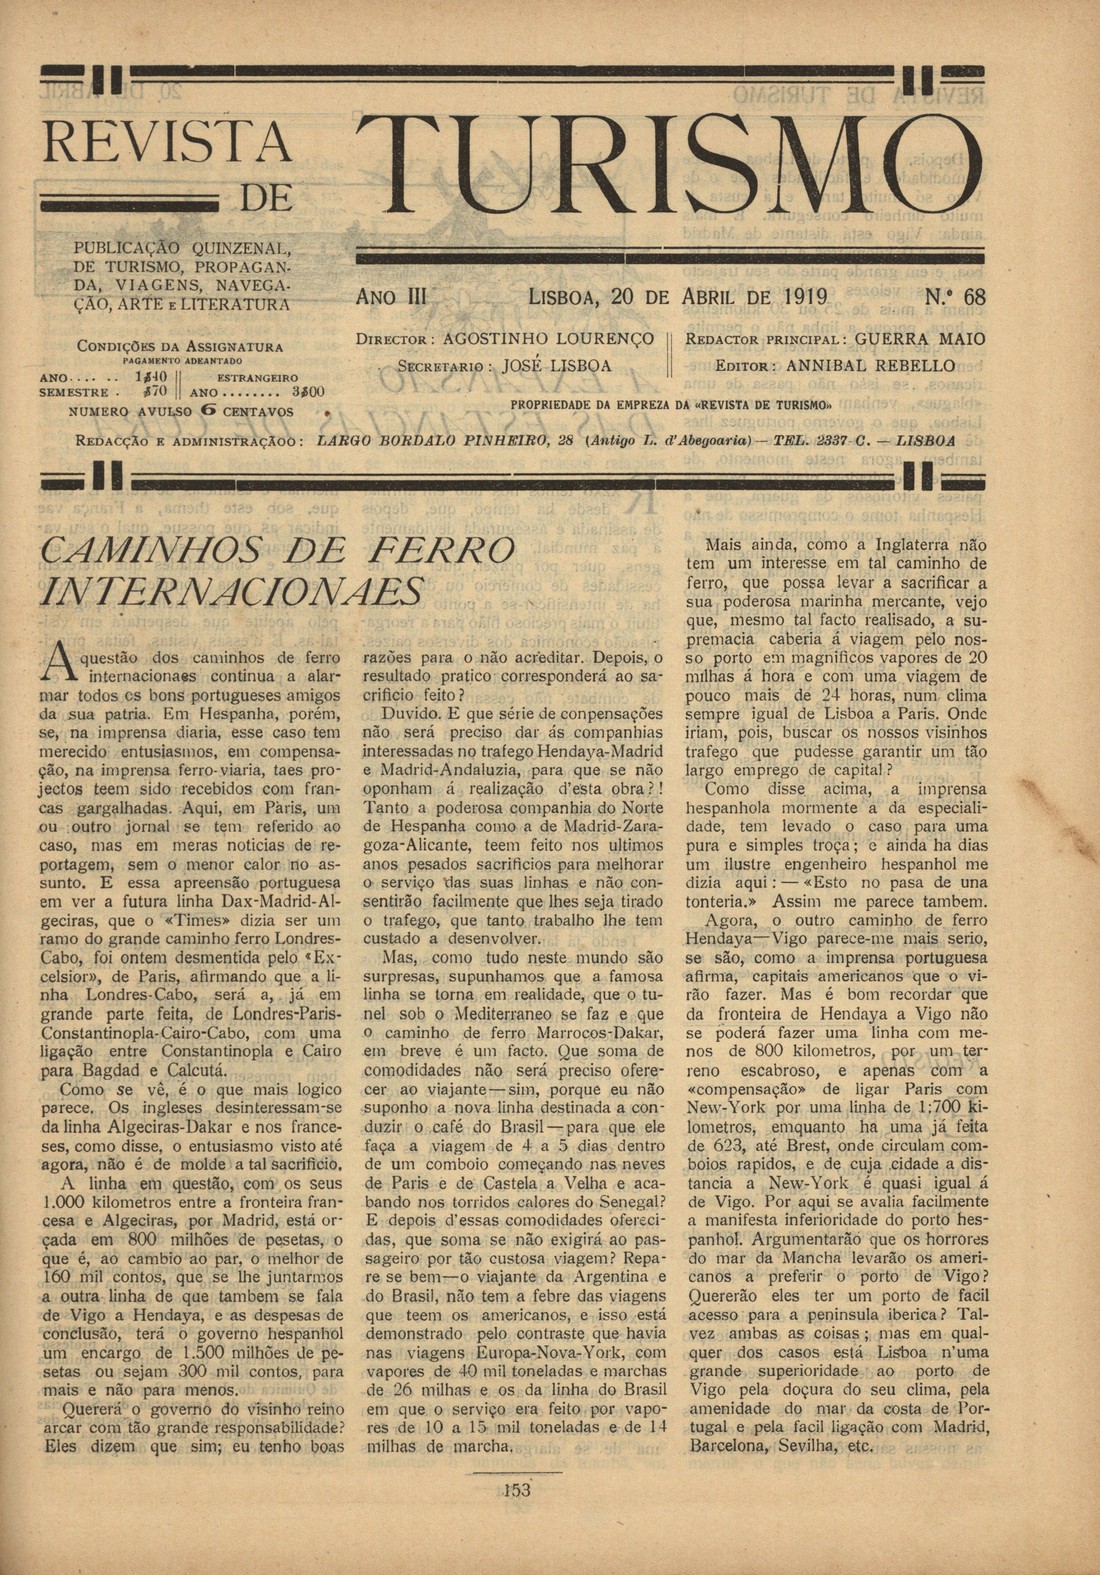 REVISTA
DE
TURISMO
PUBLICAÇÃO QUINZENAL,
DE TURISMO, PROPAGAN-
DA, VIAGENS, NAVEGA-
ÇÃO, ARTE E LITERATURA
CONDIÇÕES DA ASSIGNATURA
PAGAMENTO ADEANTADO
ANO.... .. 1$40 || ESTRANGEIRO
SEMESTRE . $70 || ANO ........ 3$00
NUMERO AVULSO 6 CENTAVOS
ANO III LISBOA, 20 DE ABRIL DE 1919 N.º 68
DIRECTOR: AGOSTINHO LOURENÇO
SECRETARIO: JOSÉ LISBOA
REDACTOR PRINCIPAL: GUERRA MAIO
EDITOR: ANNIBAL REBELLO
PROPRIEDADE DA EMPREZA DA «REVISTA DE TURISMO»
REDACÇÃO E ADMINISTRAÇÃOO: LARGO BORDALO PINHEIRO, 28 (Antigo L. d'Abegoaria) — TEL. 2337 C. — LISBOA
CAMINHOS DE FERRO
INTERNACIONAES
A questão dos caminhos de ferro
internacionaes continua a alar-
mar todos os bons portugueses amigos
da sua patria. Em Hespanha, porém,
se, na imprensa diaria, esse caso tem
merecido entusiasmos, em compensa-
ção, na imprensa ferro-viaria, taes pro-
jectos teem sido recebidos com fran-
cas gargalhadas. Aqui, em Paris, um
ou outro jornal se tem referido ao
caso, mas em meras noticias de re-
portagem, sem o menor calor no as-
sunto. E essa apreensão portuguesa
em ver a futura linha Dax-Madrid-Al-
geciras, que o «Times» dizia ser um
ramo do grande caminho ferro Londres-
Cabo, foi ontem desmentida pelo «Ex-
celsior», de Paris, afirmando que a li-
nha Londres-Cabo, será a, já em
grande parte feita, de Londres-Paris-
Constantinopla-Cairo-Cabo, com uma
ligação entre Constantinopla e Cairo
para Bagdad e Calcutá.
Como se vê, é o que mais logico
parece. Os ingleses desinteressam-se
da linha Algeciras-Dakar e nos france-
ses, como disse, o entusiasmo visto até
agora, não é de molde a tal sacrificio.
A linha em questão, com os seus
1.000 kilometros entre a fronteira fran-
cesa e Algeciras, por Madrid, está or-
çada em 800 milhões de pesetas, o
que é, ao cambio ao par, o melhor de
160 mil contos, que se lhe juntarmos
a outra linha de que tambem se fala
de Vigo a Hendaya, e as despesas de
conclusão, terá o governo hespanhol
um encargo de 1.500 milhões de pe-
setas ou sejam 300 mil contos, para
mais e não para menos.
Quererá o governo do visinho reino
arcar com tão grande responsabilidade?
Eles dizem que sim; eu tenho boas
razões para o não acreditar. Depois, o
resultado pratico corresponderá ao sa-
crificio feito?
Duvido. E que série de conpensações
não será preciso dar ás companhias
interessadas no trafego Hendaya-Madrid
e Madrid-Andaluzia, para que se não
oponham á realização d'esta obra?!
Tanto a poderosa companhia do Norte
de Hespanha como a de Madrid-Zara-
goza-Alicante, teem feito nos ultimos
anos pesados sacrificios para melhorar
o serviço das suas linhas e não con-
sentirão facilmente que lhes seja tirado
o trafego, que tanto trabalho lhe tem
custado a desenvolver.
Mas, como tudo neste mundo são
surpresas, supunhamos que a famosa
linha se torna em realidade, que o tu-
nel sob o Mediterraneo se faz e que
o caminho de ferro Marrocos-Dakar,
em breve é um facto. Que soma de
comodidades não será preciso ofere-
cer ao viajante—sim, porque eu não
suponho a nova linha destinada a con-
duzir o café do Brasil—para que ele
faça a viagem de 4 a 5 dias dentro
de um comboio começando nas neves
de Paris e de Castela a Velha e aca-
bando nos torridos calores do Senegal?
E depois d'essas comodidades ofereci-
das, que soma se não exigirá ao pas-
sageiro por tão custosa viagem? Repa-
re se bem—o viajante da Argentina e
do Brasil, não tem a febre das viagens
que teem os americanos, e isso está
demonstrado pelo contraste que havia
nas viagens Europa-Nova-York, com
vapores de 40 mil toneladas e marchas
de 26 milhas e os da linha do Brasil
em que o serviço era feito por vapo-
res de 10 a 15 mil toneladas e de 14
milhas de marcha.
Mais ainda, como a Inglaterra não
tem um interesse em tal caminho de
ferro, que possa levar a sacrificar a
sua poderosa marinha mercante, vejo
que, mesmo tal facto realisado, a su-
premacia caberia á viagem pelo nos-
so porto em magnificos vapores de 20
milhas á hora e com uma viagem de
pouco mais de 24 horas, num clima
sempre igual de Lisboa a Paris. Onde
iriam, pois, buscar os nossos visinhos
trafego que pudesse garantir um tão
largo emprego de capital?
Como disse acima, a imprensa
hespanhola mormente a da especiali-
dade, tem levado o caso para uma
pura e simples troça; e ainda ha dias
um ilustre engenheiro hespanhol me
dizia aqui: — «Esto no pasa de una
tonteria.» Assim me parece tambem.
Agora, o outro caminho de ferro
Hendaya—Vigo parece-me mais serio,
se são, como a imprensa portuguesa
afirma, capitais americanos que o vi-
rão fazer. Mas é bom recordar que
da fronteira de Hendaya a Vigo não
se poderá fazer uma linha com me-
nos de 800 kilometros, por um ter-
reno escabroso, e apenas com a
«compensação» de ligar Paris com
New-York por uma linha de 1:700 ki-
lometros, emquanto ha uma já feita
de 623, até Brest, onde circulam com-
boios rapidos, e de cuja cidade a dis-
tancia a New-York é quasi igual á
de Vigo. Por aqui se avalia facilmente
a manifesta inferioridade do porto hes-
panhol. Argumentarão que os horrores
do mar da Mancha levarão os ameri-
canos a preferir o porto de Vigo?
Quererão eles ter um porto de facil
acesso para a peninsula iberica? Tal-
vez ambas as coisas; mas em qual-
quer dos casos está Lisboa n'uma
grande superioridade ao porto de
Vigo pela doçura do seu clima, pela
amenidade do mar da costa de Por-
tugal e pela facil ligação com Madrid,
Barcelona, Sevilha, etc.
153